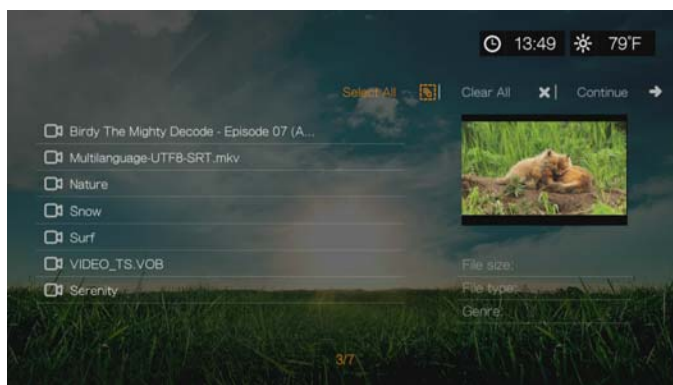 13:49 79°F
Select All Clear All Continue
Birdy The Mighty Decode - Episode 07 (A...
Multilanguage-UTF8-SRT.mkv
Nature
Snow
Surf
VIDEO_TS.VOB
Serenity
File size:
File type:
Genre:
3/7